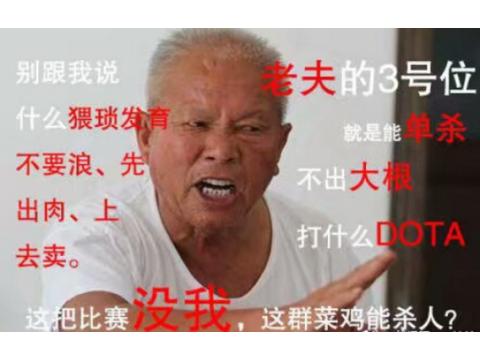 别跟我说
什么猥琐发育
不要浪、先
出肉、上
去卖。
老夫的3号位
就是能单杀
不出大根
打什么DOTA
这把比赛没我，这群菜鸡能杀人？